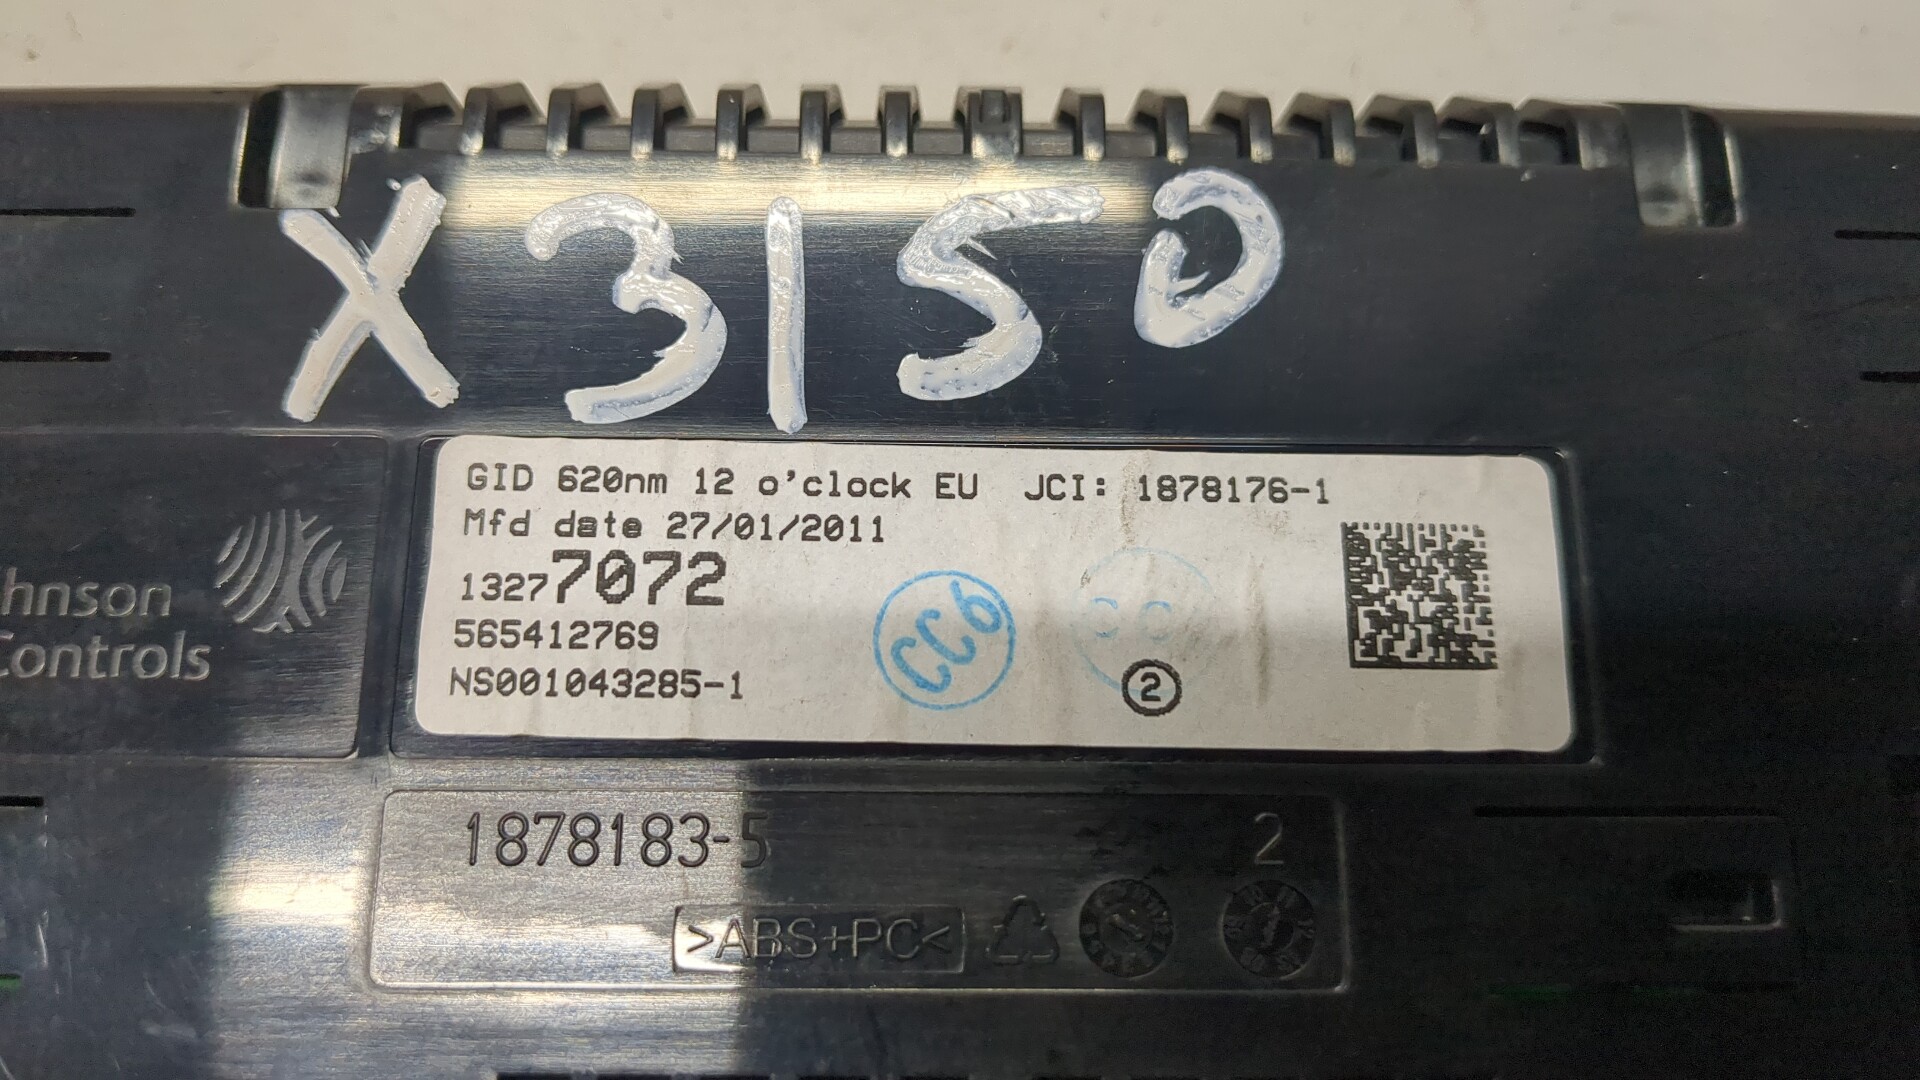 X3150
GID 620nm 12 o'clock EU JCI: 1878176-1
Mfd date 27/01/2011
13277072
565412769
NS001043285-1
CC6
2
hnson
Controls
1878183-5
2
>ABS+PC<